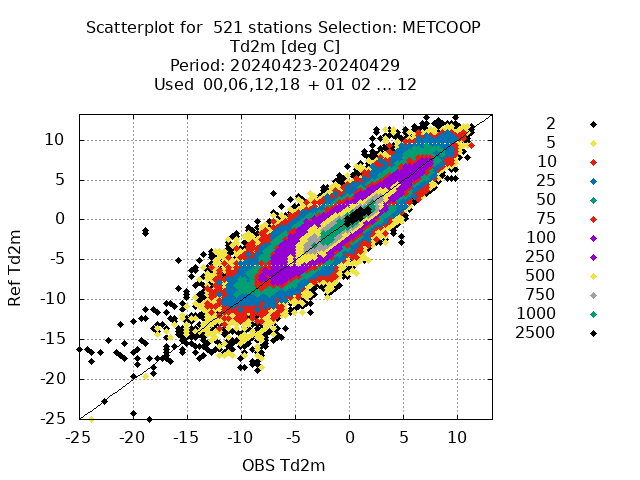 Scatterplot for  521 stations Selection: METCOOP
Td2m [deg C]
Period: 20240423-20240429
Used  00,06,12,18  + 01 02 ... 12
2
5
10
25
50
75
100
250
500
750
1000
2500
10
5
0
-5
-10
-15
-20
-25
Ref Td2m
-25 -20 -15 -10 -5 0 5 10
OBS Td2m